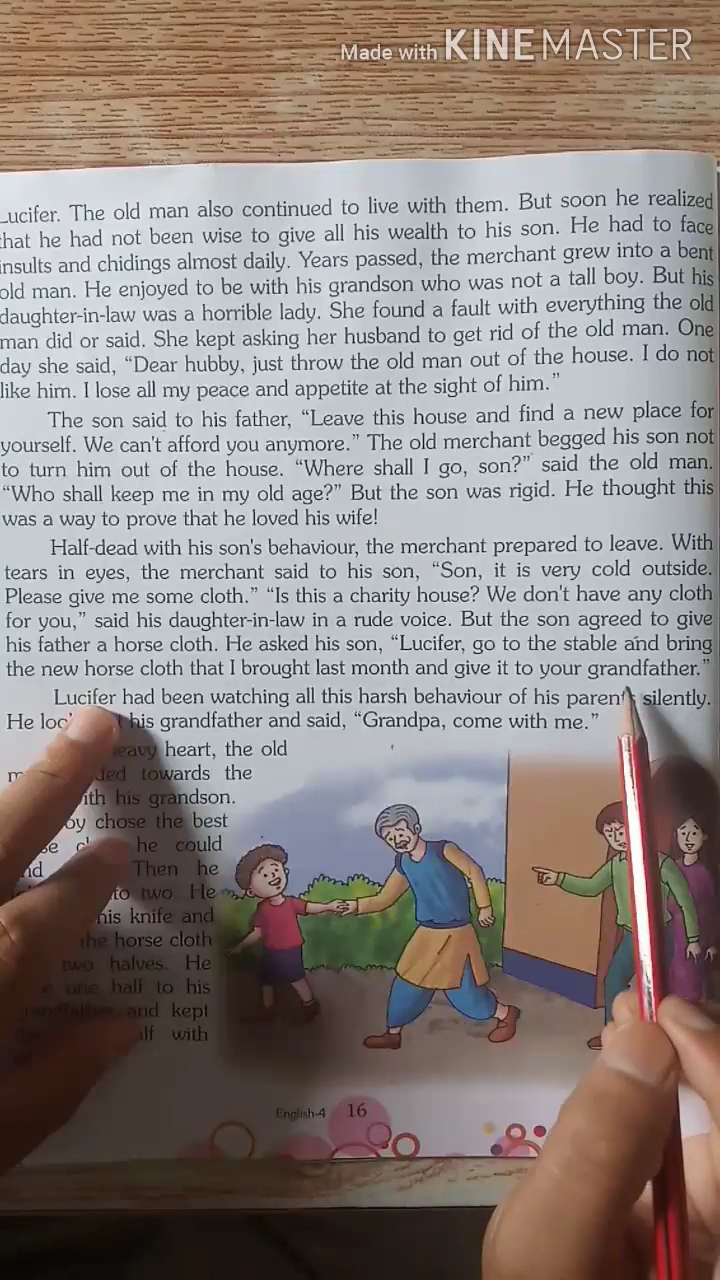 Made with KINEMASTER
Lucifer. The old man also continued to live with them. But soon he realized
that he had not been wise to give all his wealth to his son. He had to face
insults and chidings almost daily. Years passed, the merchant grew into a bent
old man. He enjoyed to be with his grandson who was not a tall boy. But his
daughter-in-law was a horrible lady. She found a fault with everything the old
man did or said. She kept asking her husband to get rid of the old man. One
day she said, “Dear hubby, just throw the old man out of the house. I do not
like him. I lose all my peace and appetite at the sight of him.”
The son said to his father, “Leave this house and find a new place for
yourself. We can't afford you anymore.” The old merchant begged his son not
to turn him out of the house. “Where shall I go, son?” said the old man.
“Who shall keep me in my old age?” But the son was rigid. He thought this
was a way to prove that he loved his wife!
Half-dead with his son's behaviour, the merchant prepared to leave. With
tears in eyes, the merchant said to his son, “Son, it is very cold outside.
Please give me some cloth.” “Is this a charity house? We don't have any cloth
for you,” said his daughter-in-law in a rude voice. But the son agreed to give
his father a horse cloth. He asked his son, “Lucifer, go to the stable and bring
the new horse cloth that I brought last month and give it to your grandfather.”
Lucifer had been watching all this harsh behaviour of his parents silently.
He his grandfather and said, “Grandpa, come with me.”
heart, the old
towards the
with his grandson.
chose the best
he could
Then he
two. He
his knife and
the horse cloth
two halves. He
one half to his
and kept
with
English-4 16